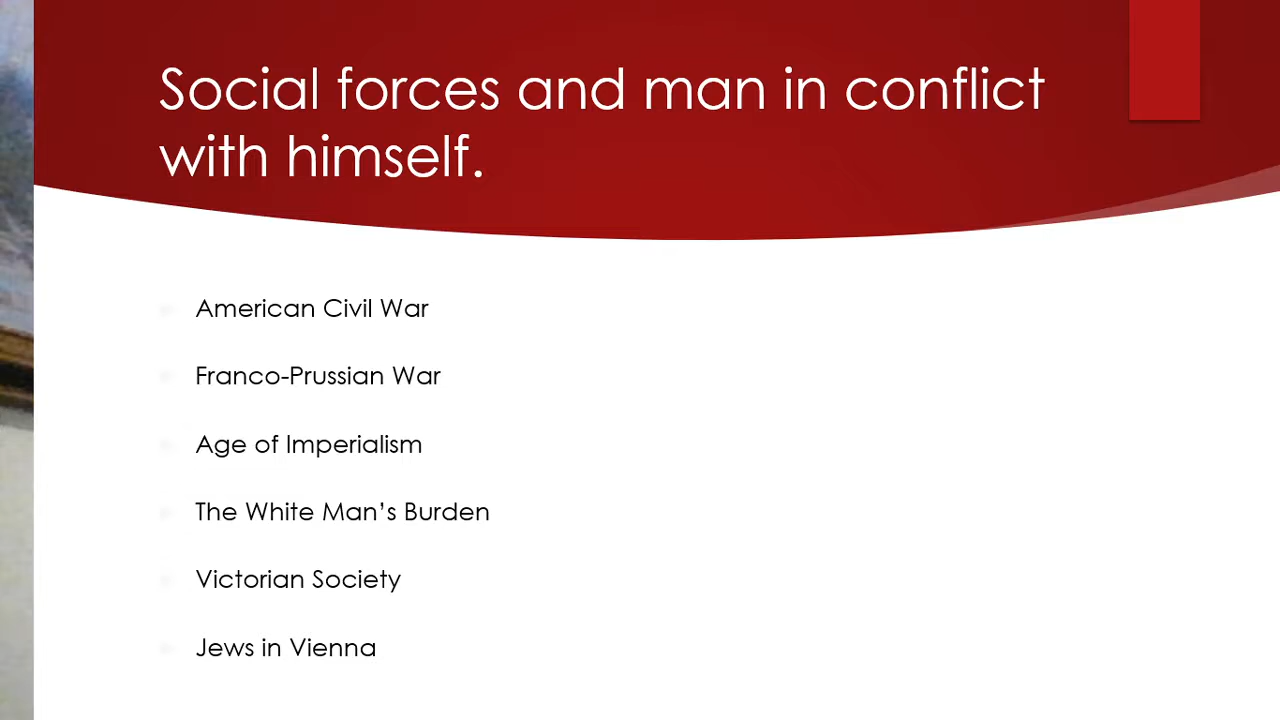 Social forces and man in conflict
with himself.
American Civil War
Franco-Prussian War
Age of Imperialism
The White Man’s Burden
Victorian Society
Jews in Vienna